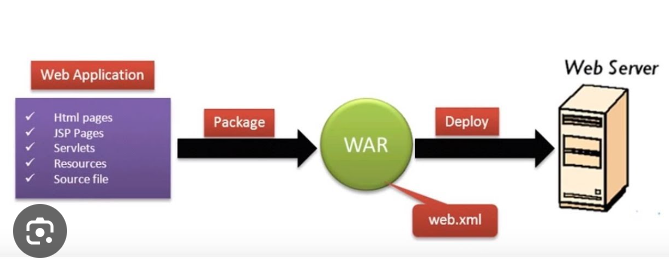 Web Application
Html pages
JSP Pages
Servlets
Resources
Source file
Package
WAR
web.xml
Deploy
Web Server